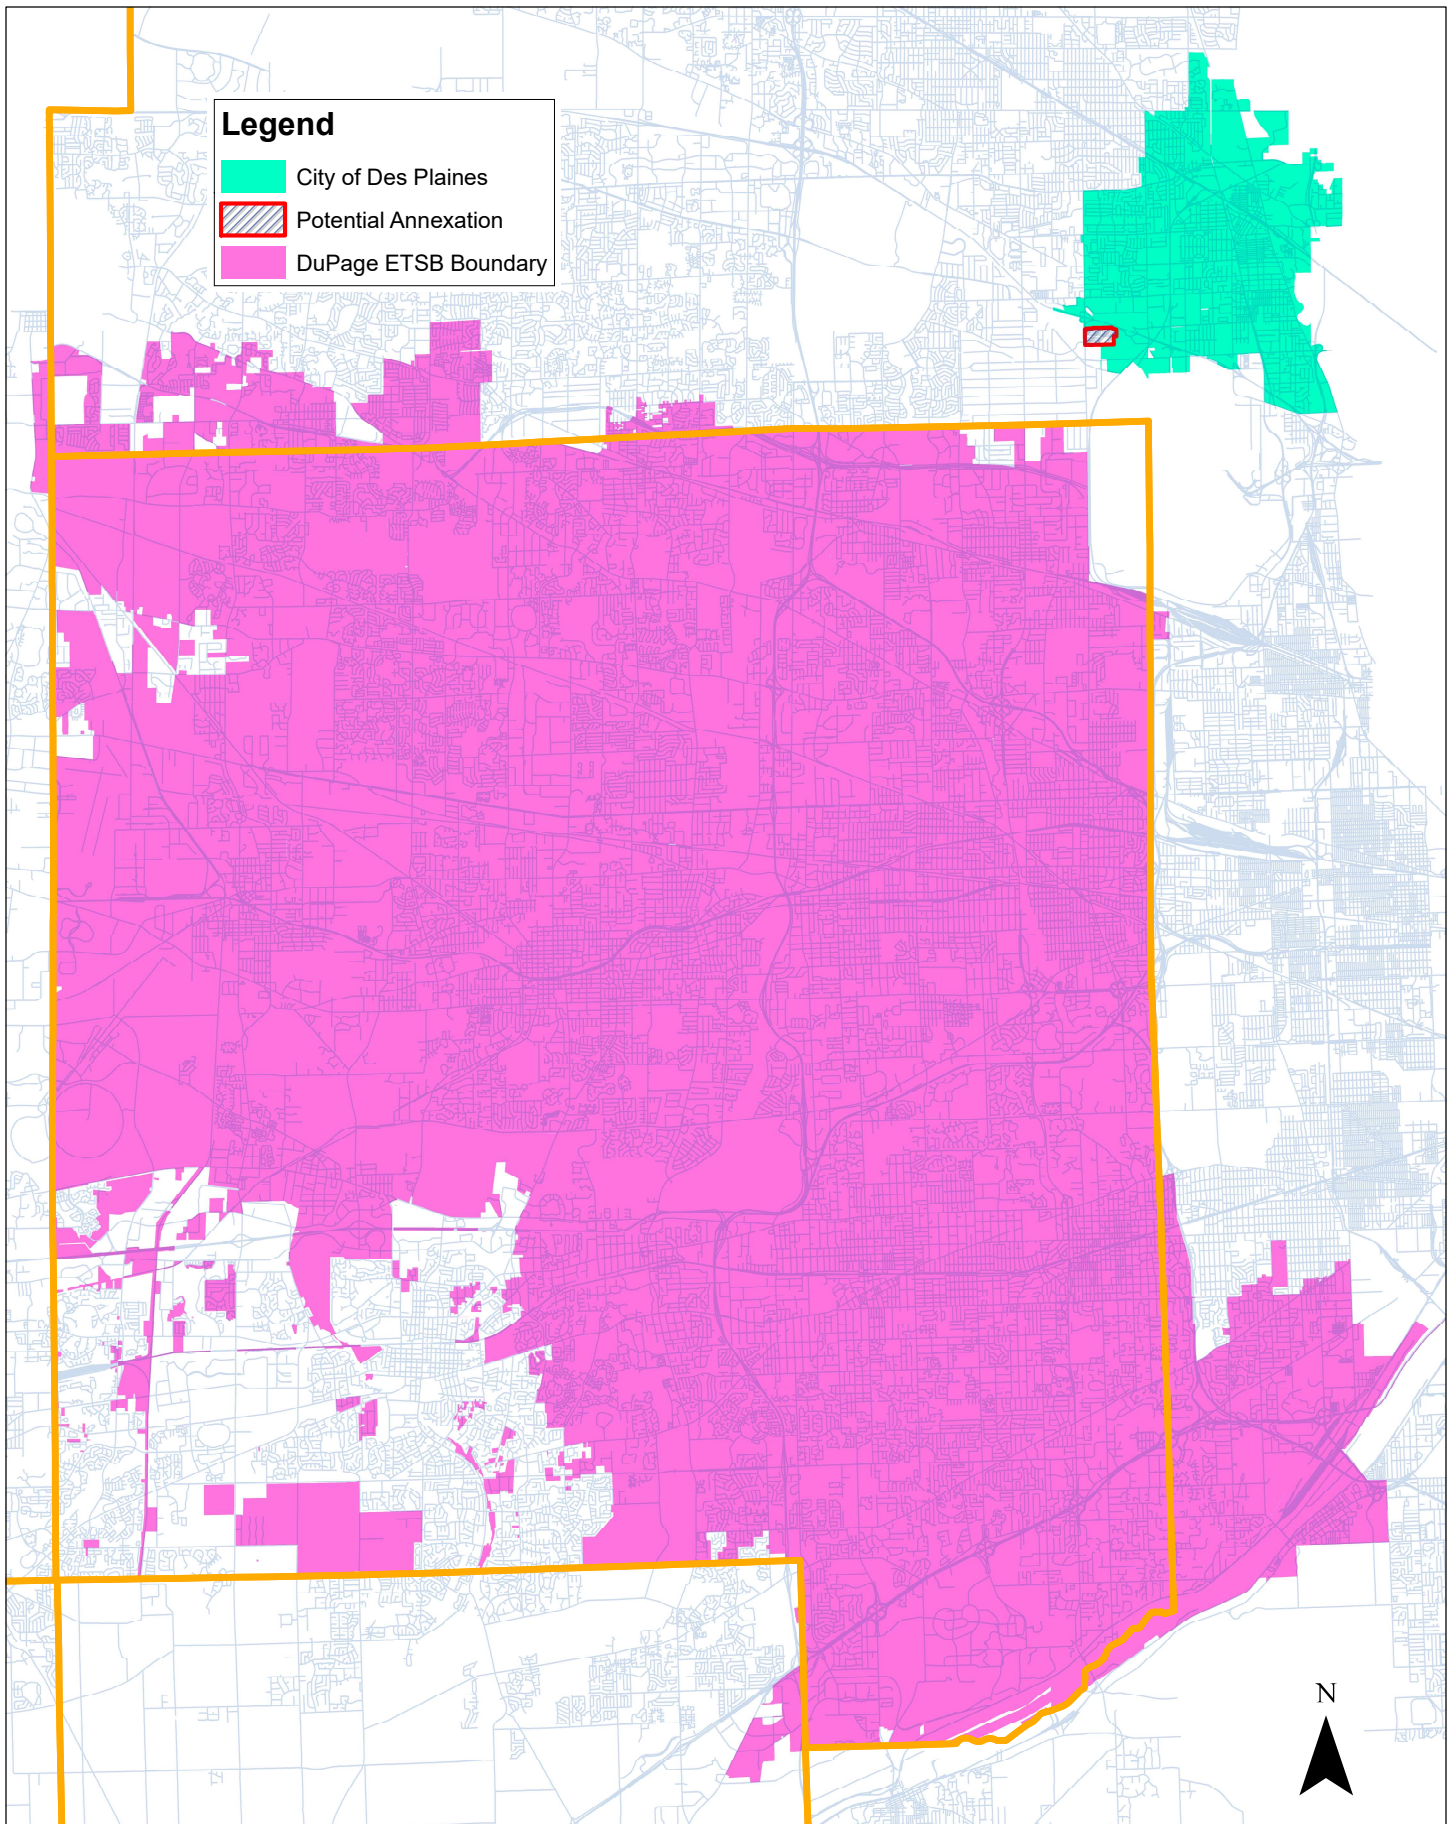 Legend
City of Des Plaines
Potential Annexation
DuPage ETSB Boundary
N